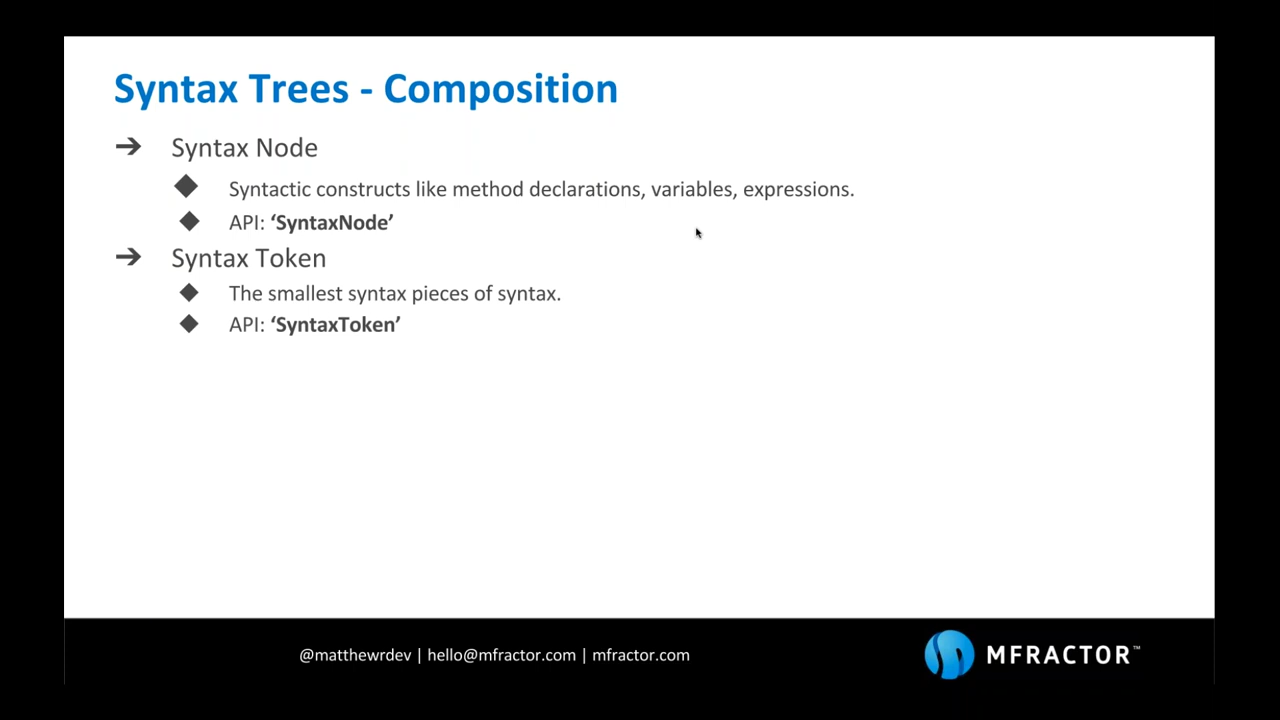 Syntax Trees - Composition
➔ Syntax Node
◆ Syntactic constructs like method declarations, variables, expressions.
◆ API: ‘SyntaxNode’
➔ Syntax Token
◆ The smallest syntax pieces of syntax.
◆ API: ‘SyntaxToken’
@matthewrdev | hello@mfractor.com | mfractor.com
MFRACTOR™